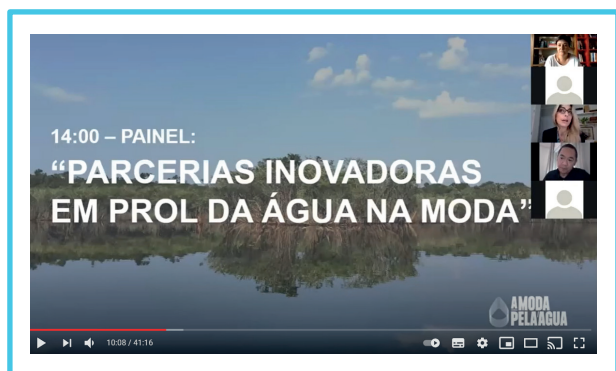 14:00 – PAINEL:
“PARCERIAS INOVADORAS
EM PROL DA ÁGUA NA MODA”
A MODA
PELA ÁGUA
10:08 / 41:16